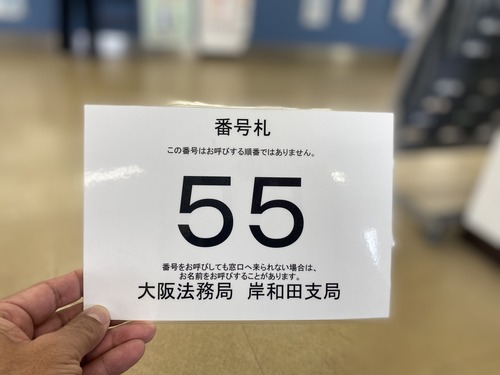 番号札
この番号はお呼びする順番ではありません。
55
番号をお呼びしても窓口へ来られない場合は、
お名前をお呼びすることがあります。
大阪法務局 岸和田支局